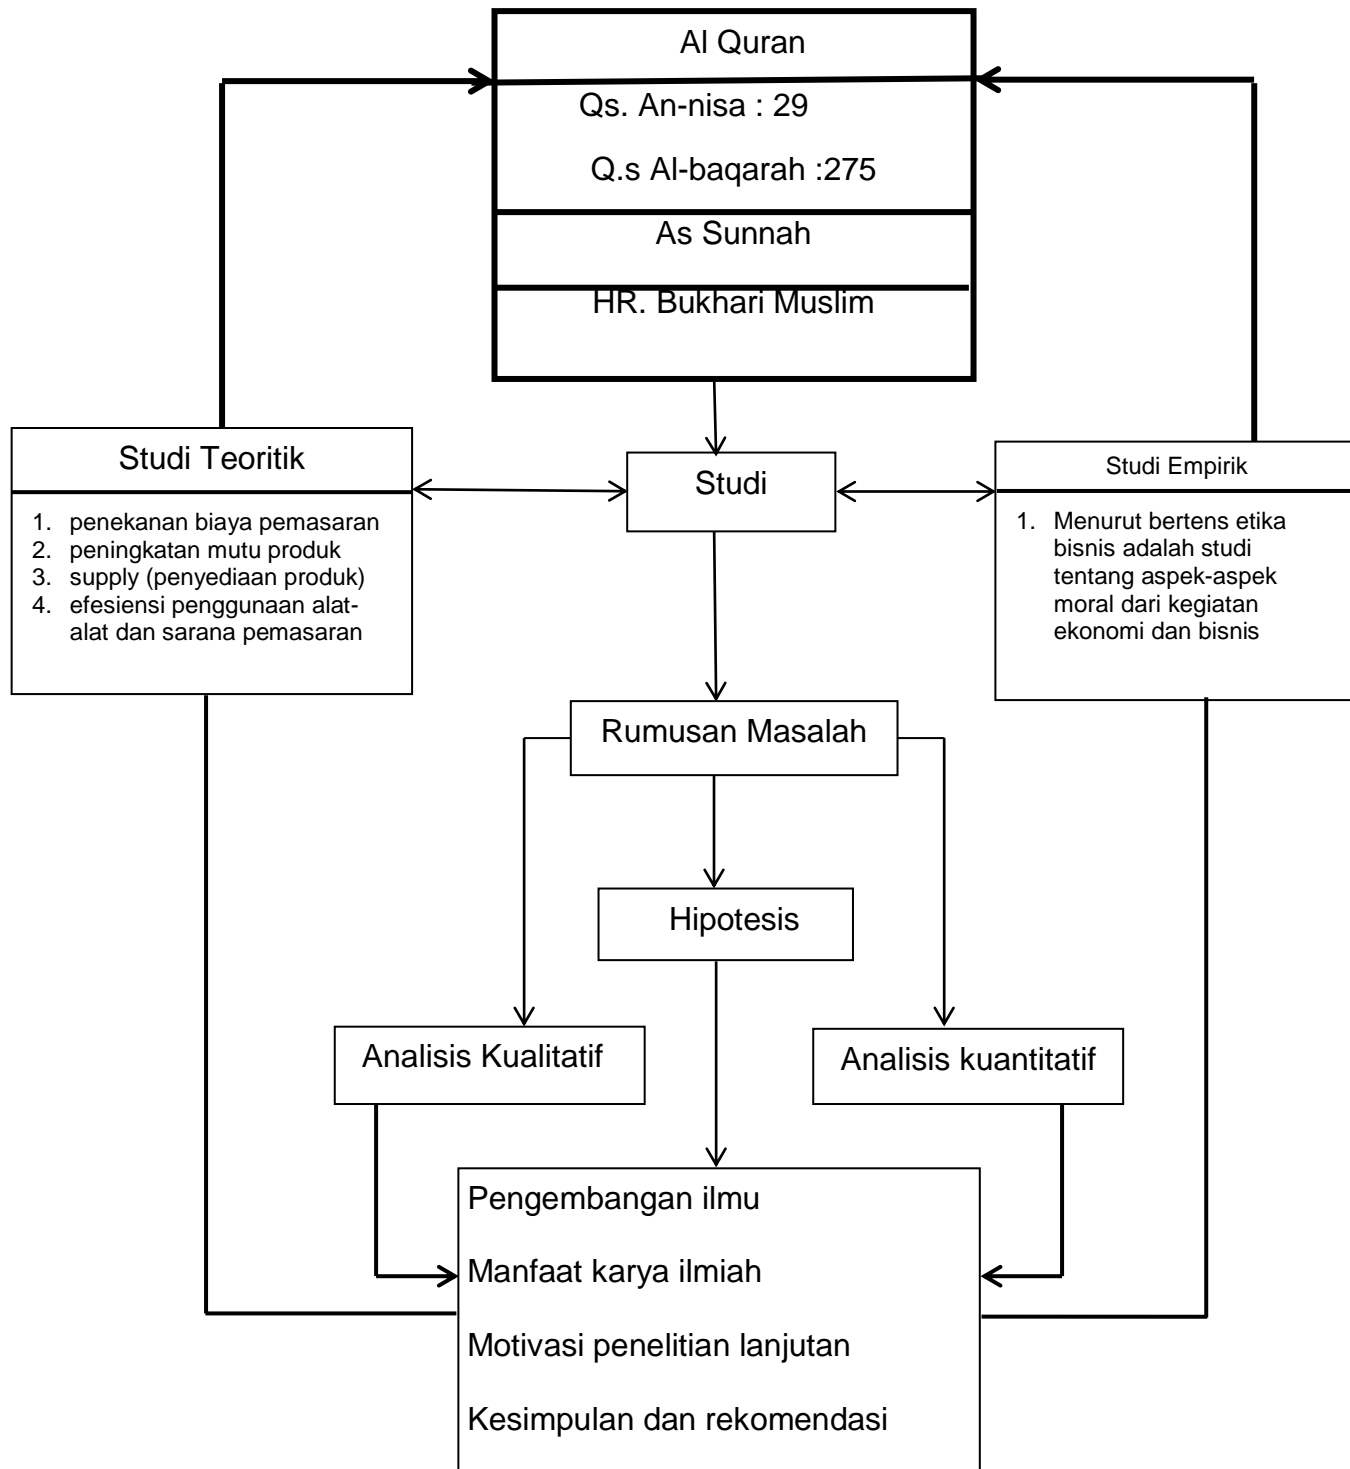 Al Quran
Qs. An-nisa : 29
Q.s Al-baqarah :275
As Sunnah
HR. Bukhari Muslim
Studi Teoritik
1. penekanan biaya pemasaran
2. peningkatan mutu produk
3. supply (penyediaan produk)
4. efesiensi penggunaan alat-
alat dan sarana pemasaran
Studi
Studi Empirik
1. Menurut bertens etika
bisnis adalah studi
tentang aspek-aspek
moral dari kegiatan
ekonomi dan bisnis
Rumusan Masalah
Hipotesis
Analisis Kualitatif
Analisis kuantitatif
Pengembangan ilmu
Manfaat karya ilmiah
Motivasi penelitian lanjutan
Kesimpulan dan rekomendasi